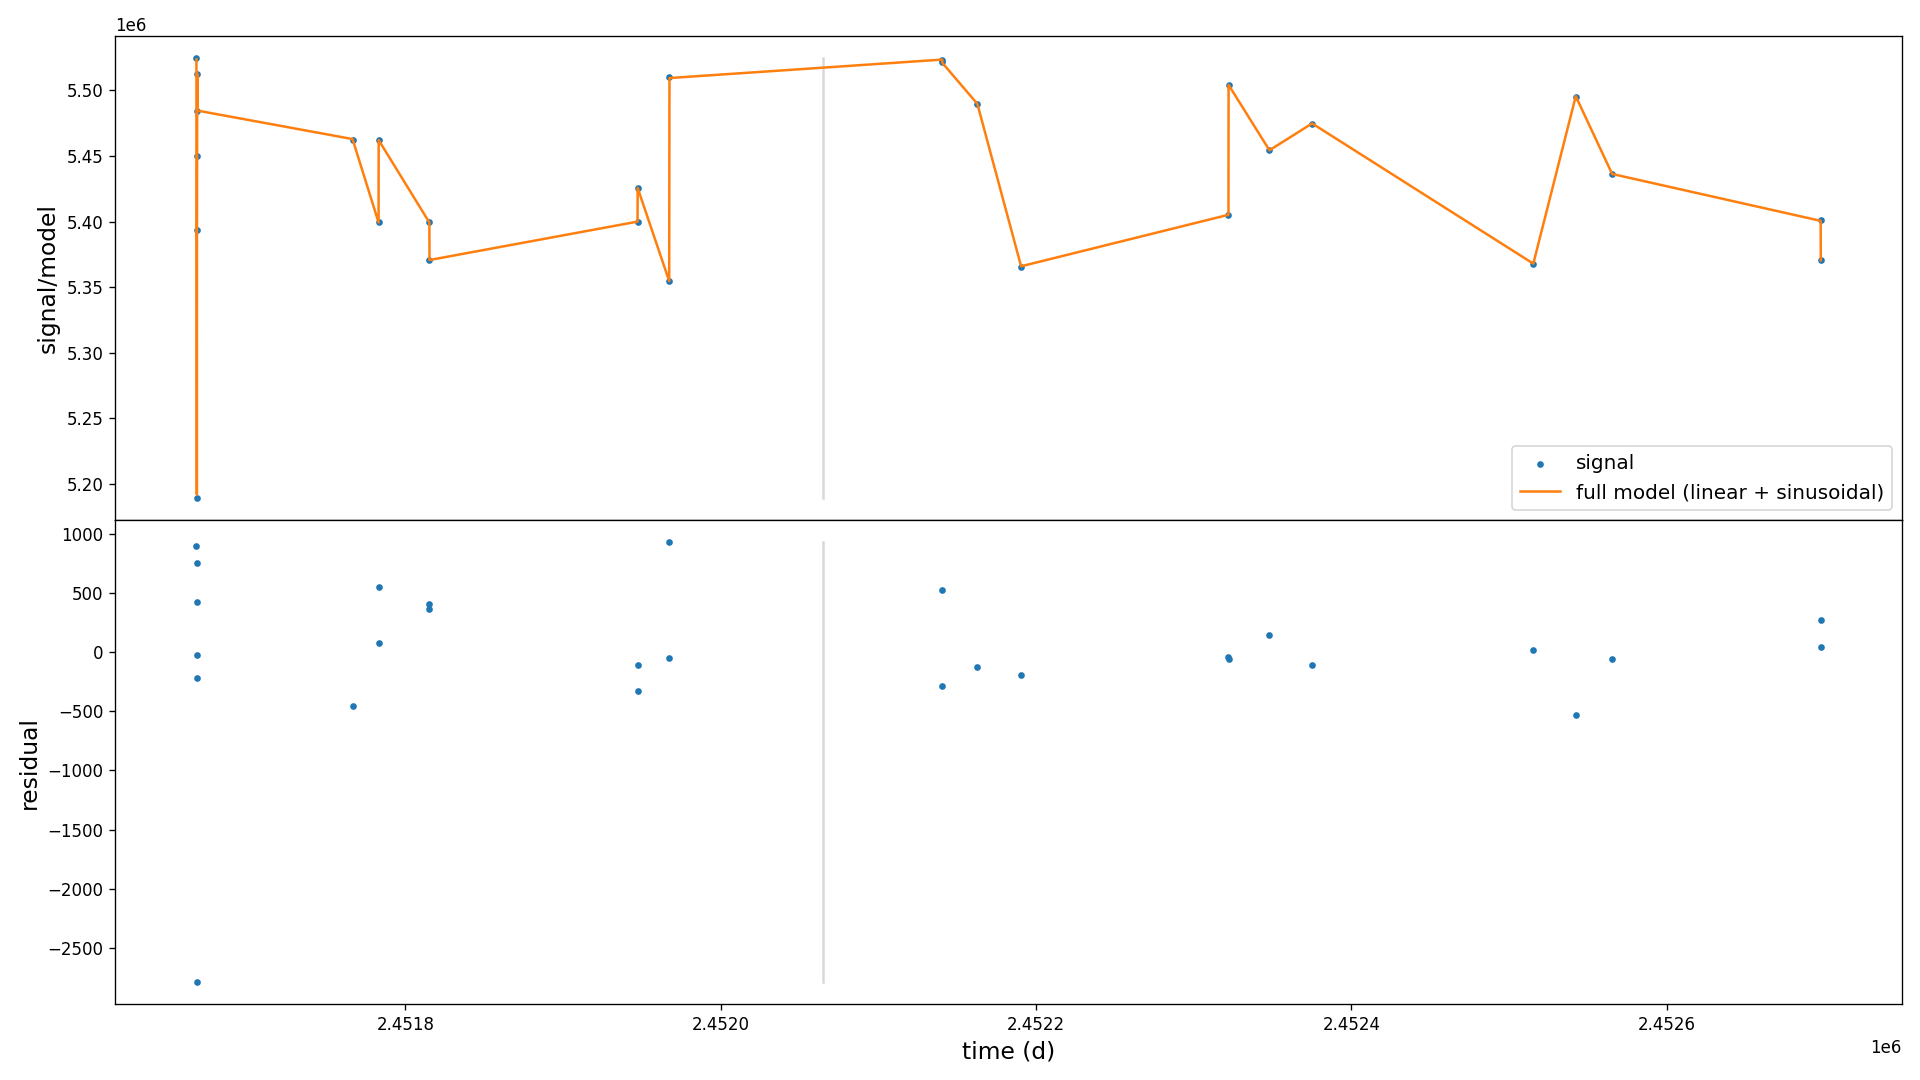 1e6
5.50
5.45
5.40
5.35
5.30
5.25
5.20
signal/model
signal
full model (linear + sinusoidal)
1000
500
0
−500
−1000
−1500
−2000
−2500
residual
2.4518
2.4520
2.4522
2.4524
2.4526
1e6
time (d)